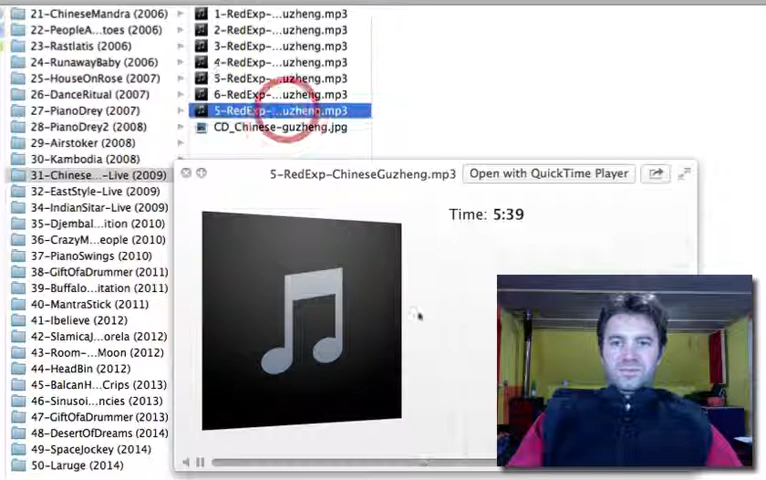 21-ChineseMandra (2006)
22-PeopleA...toes (2006)
23-Rastlatis (2006)
24-RunawayBaby (2006)
25-HouseOnRose (2007)
26-DanceRitual (2007)
27-PianoDrey (2007)
28-PianoDrey2 (2008)
29-Airstoker (2008)
30-Kambodia (2008)
31-Chinese...-Live (2009)
32-EastStyle-Live (2009)
34-IndianSitar-Live (2009)
35-Djembal...ition (2010)
36-CrazyM...eople (2010)
37-PianoSwings (2010)
38-GiftOfaDrummer (2011)
39-Buffalo...itation (2011)
40-MantraStick (2011)
41-Ibelieve (2012)
42-SlamicaJ...orela (2012)
43-Room-...Moon (2012)
44-HeadBin (2012)
45-BalcanH...Crips (2013)
46-Sinusoi...ncies (2013)
47-GiftOfaDrummer (2013)
48-DesertOfDreams (2014)
49-SpaceJockey (2014)
50-Laruge (2014)
1-RedExp-...uzheng.mp3
2-RedExp-...uzheng.mp3
3-RedExp-...uzheng.mp3
4-RedExp-...uzheng.mp3
3-RedExp-...uzheng.mp3
6-RedExp-...uzheng.mp3
5-RedExp-...uzheng.mp3
CD_Chinese-guzheng.jpg
5-RedExp-ChineseGuzheng.mp3
Open with QuickTime Player
Time: 5:39